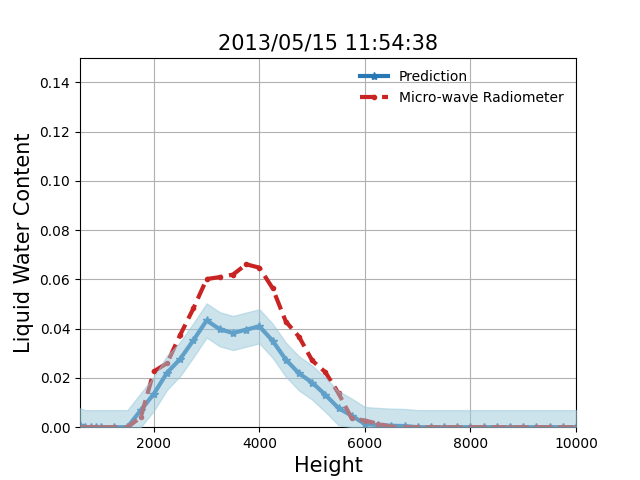 2013/05/15 11:54:38
Prediction
Micro-wave Radiometer
Liquid Water Content
0.14
0.12
0.10
0.08
0.06
0.04
0.02
0.00
2000 4000 6000 8000 10000
Height